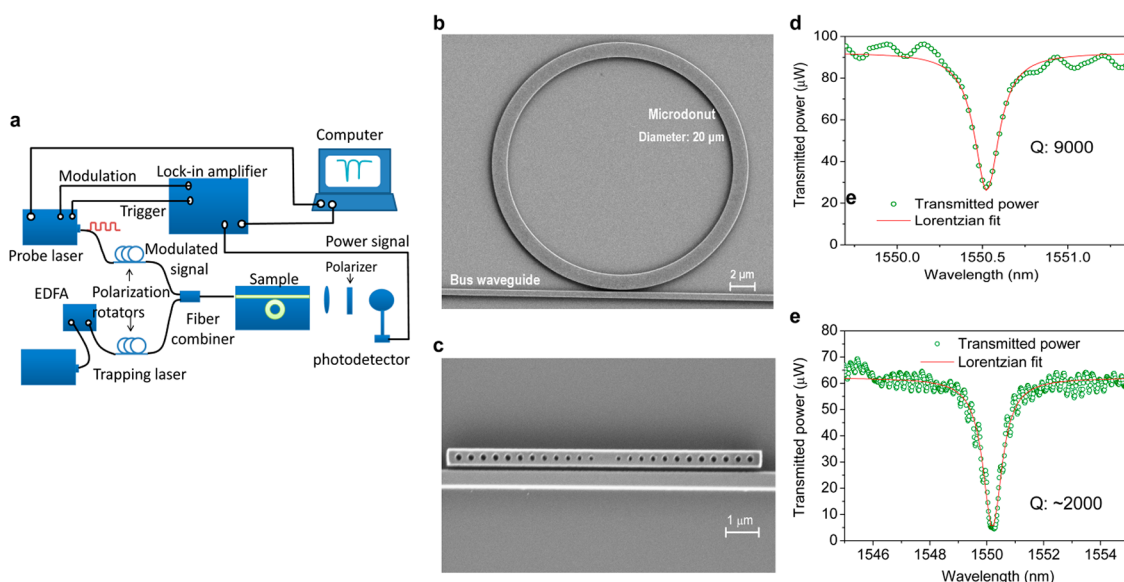 a
Computer
Lock-in amplifier
Modulation
Trigger
Probe laser
Modulated
signal
Power signal
Polarizer
Sample
EDFA
Polarization
rotators
Fiber
combiner
photodetector
Trapping laser
b
Microdonut
Diameter: 20 μm
Bus waveguide
2 μm
c
1 μm
d
100
80
60
40
20
0
Transmitted power (μW)
Q: 9000
e
Transmitted power
Lorentzian fit
1550.0 1550.5 1551.0
Wavelength (nm)
e
80
70
60
50
40
30
20
10
0
Transmitted power (μW)
Transmitted power
Lorentzian fit
Q: ~2000
1546 1548 1550 1552 1554
Wavelength (nm)